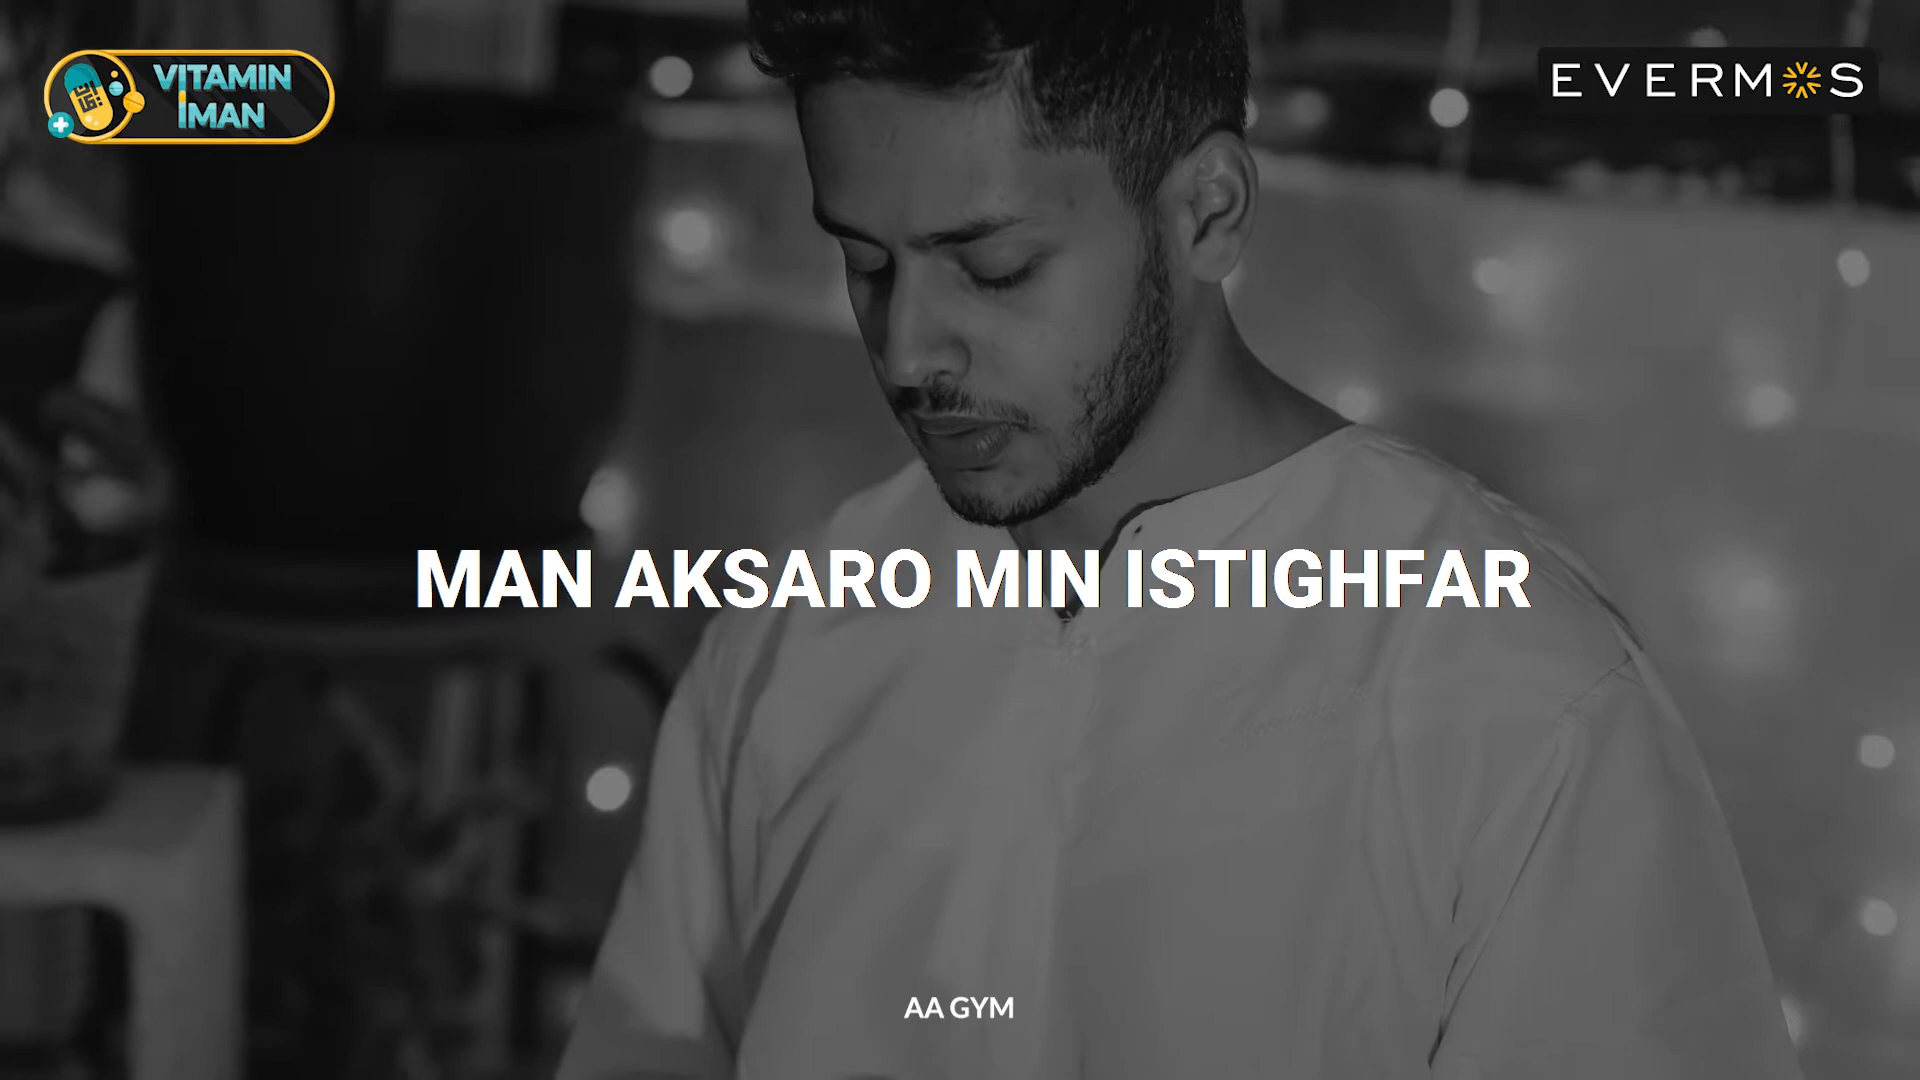 VITAMIN
IMAN
EVERMOS
MAN AKSARO MIN ISTIGHFAR
AA GYM